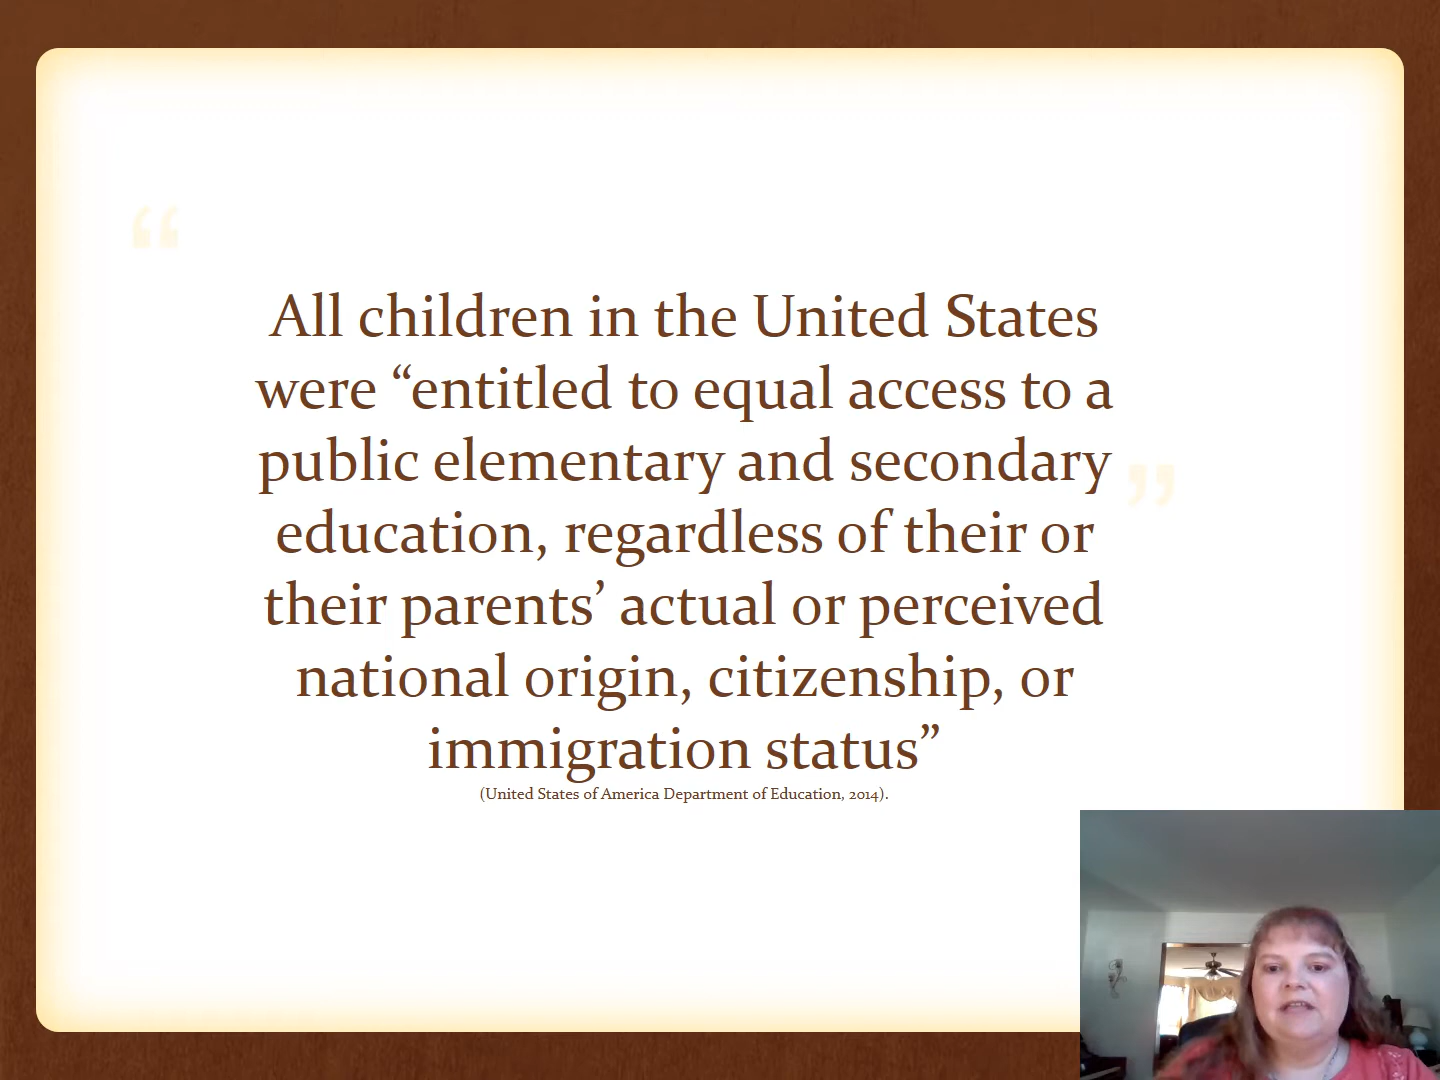 “
All children in the United States
were “entitled to equal access to a
public elementary and secondary
education, regardless of their or
their parents’ actual or perceived
national origin, citizenship, or
immigration status”
”
(United States of America Department of Education, 2014).